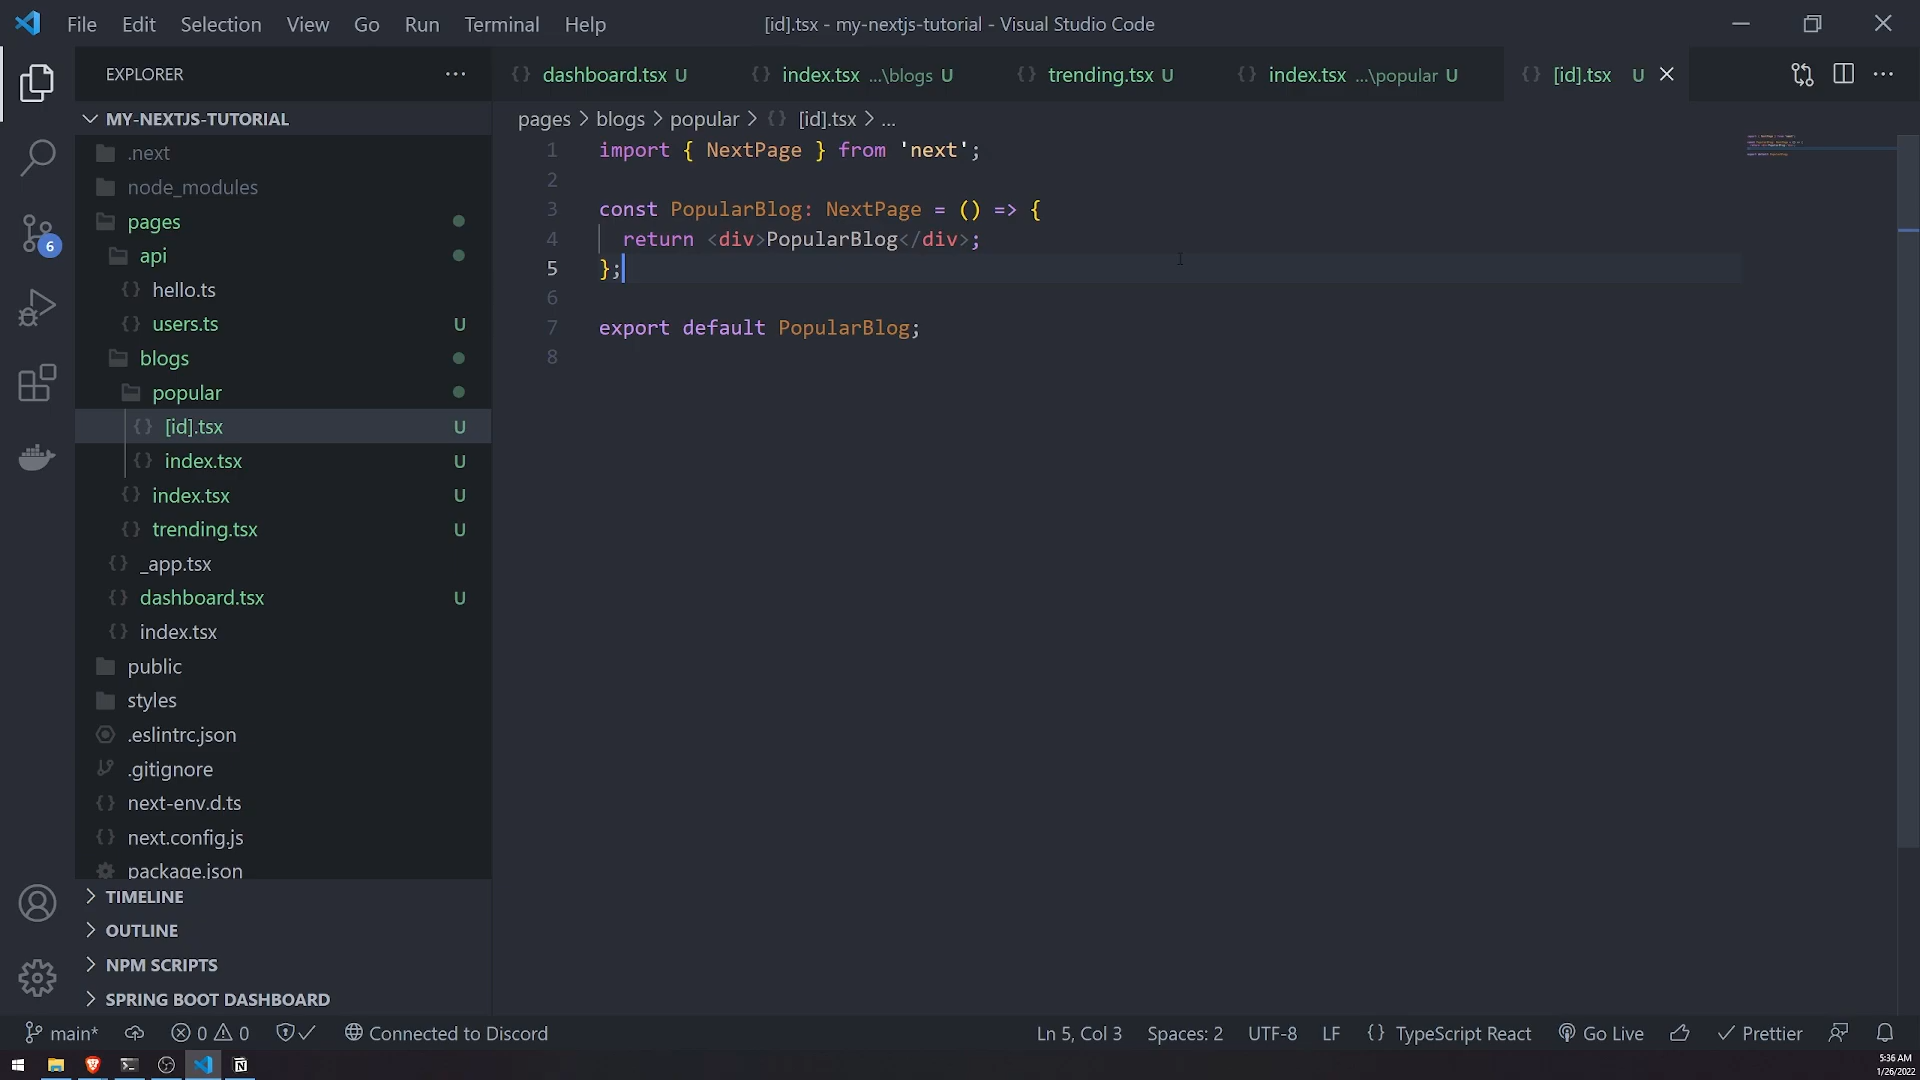 File Edit Selection View Go Run Terminal Help
[id].tsx - my-nextjs-tutorial - Visual Studio Code
EXPLORER
dashboard.tsx U
index.tsx ...\blogs U
trending.tsx U
index.tsx ...\popular U
[id].tsx U
MY-NEXTJS-TUTORIAL
pages > blogs > popular > {} [id].tsx > ...
.next
node_modules
pages
api
{} hello.ts
{} users.ts U
blogs
popular
{} [id].tsx U
{} index.tsx U
{} index.tsx U
{} trending.tsx U
{} _app.tsx
{} dashboard.tsx U
{} index.tsx
public
styles
.eslintrc.json
.gitignore
{} next-env.d.ts
{} next.config.js
package.json
6
1 import { NextPage } from 'next';
2
3 const PopularBlog: NextPage = () => {
4 return <div>PopularBlog</div>;
5 };
6
7 export default PopularBlog;
8
TIMELINE
OUTLINE
NPM SCRIPTS
SPRING BOOT DASHBOARD
main* 0 0 Connected to Discord
Ln 5, Col 3 Spaces: 2 UTF-8 LF {} TypeScript React Go Live Prettier
5:36 AM
1/26/2022